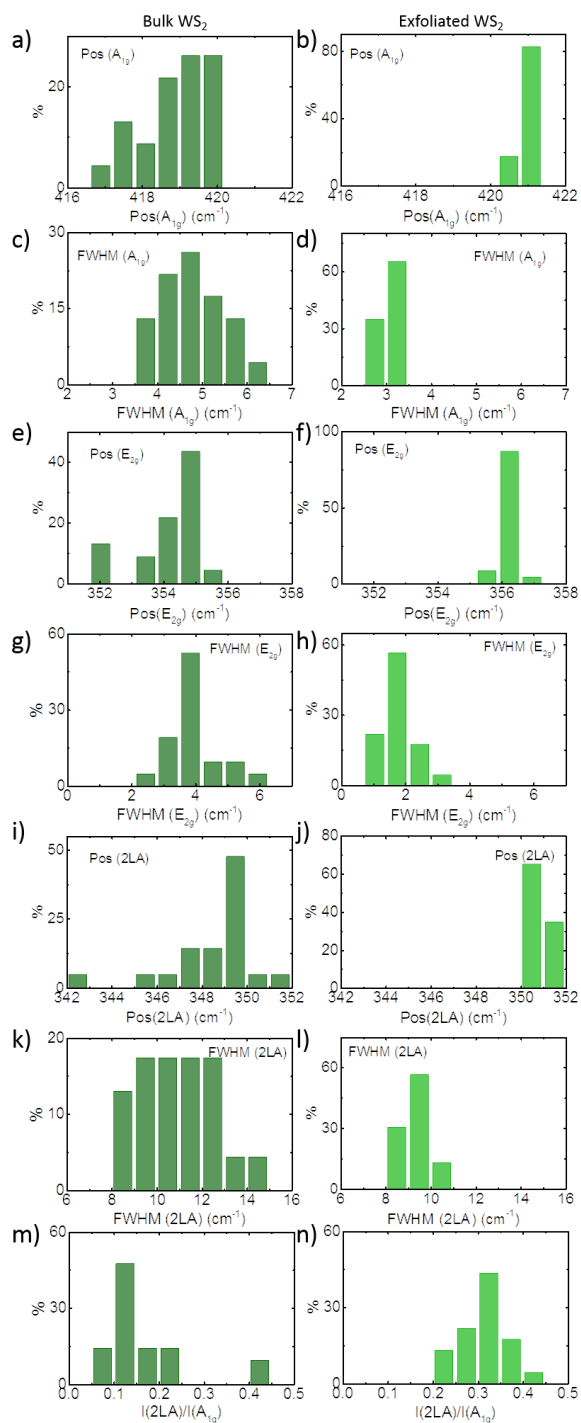 Bulk WS₂
Exfoliated WS₂
a)
Pos (A₁g)
%
20
0
416 418 420 422
Pos(A₁g) (cm⁻¹)
b)
Pos (A₁g)
%
80
40
0
416 418 420 422
Pos(A₁g) (cm⁻¹)
c)
FWHM (A₁g)
%
30
15
0
2 3 4 5 6 7
FWHM (A₁g) (cm⁻¹)
d)
FWHM (A₁g)
%
60
30
0
2 3 4 5 6 7
FWHM (A₁g) (cm⁻¹)
e)
Pos (E₂g)
%
40
20
0
352 354 356 358
Pos(E₂g) (cm⁻¹)
f)
Pos (E₂g)
%
100
50
0
352 354 356 358
Pos(E₂g) (cm⁻¹)
g)
FWHM (E₂g)
%
60
30
0
0 2 4 6
FWHM (E₂g) (cm⁻¹)
h)
FWHM (E₂g)
%
60
30
0
0 2 4 6
FWHM (E₂g) (cm⁻¹)
i)
Pos (2LA)
%
50
25
0
342 344 346 348 350 352
Pos(2LA) (cm⁻¹)
j)
Pos (2LA)
%
80
60
40
20
0
342 344 346 348 350 352
Pos(2LA) (cm⁻¹)
k)
FWHM (2LA)
%
20
10
0
6 8 10 12 14 16
FWHM (2LA) (cm⁻¹)
l)
FWHM (2LA)
%
60
30
0
6 8 10 12 14 16
FWHM (2LA) (cm⁻¹)
m)
%
60
30
0
0.0 0.1 0.2 0.3 0.4 0.5
I(2LA)/I(A₁g)
n)
%
60
30
0
0.0 0.1 0.2 0.3 0.4 0.5
I(2LA)/I(A₁g)